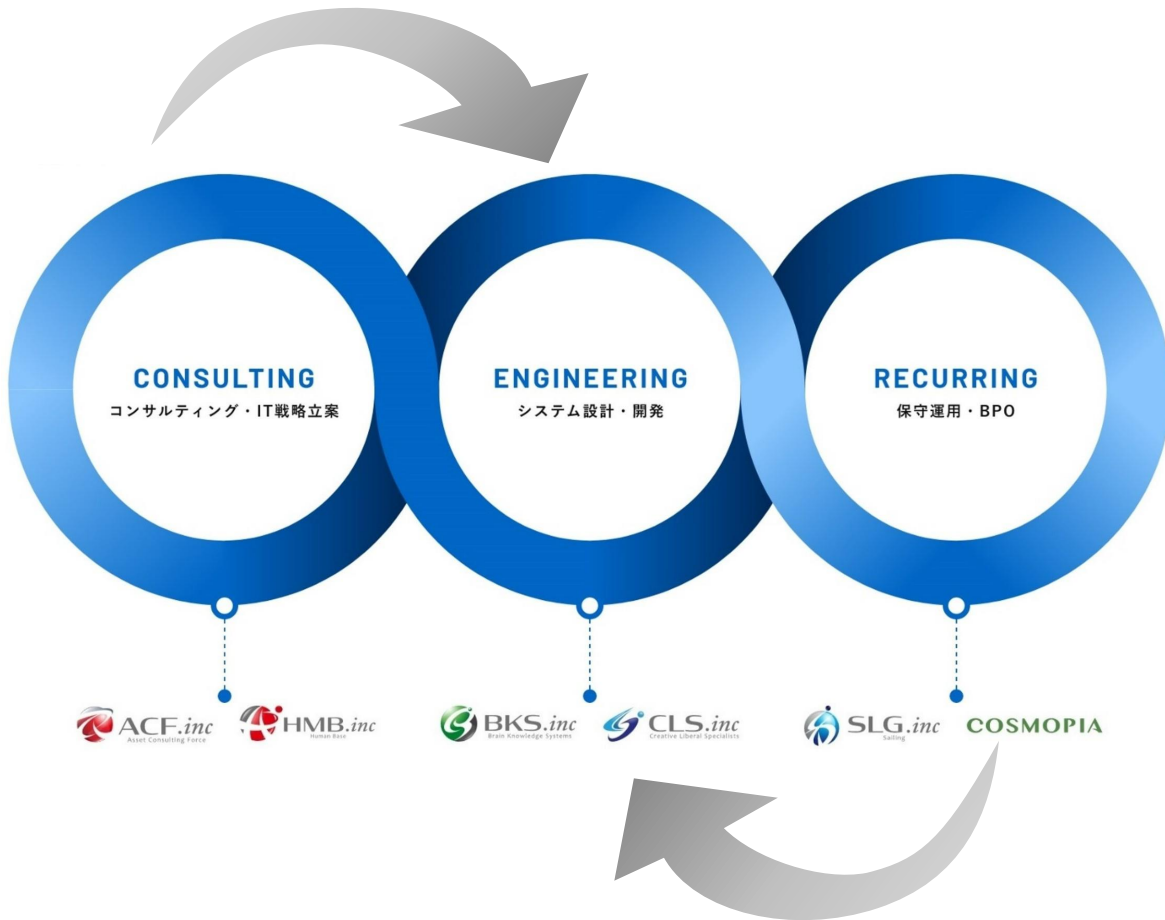 CONSULTING
コンサルティング・IT戦略立案
ENGINEERING
システム設計・開発
RECURRING
保守運用・BPO
ACF.inc
Asset Consulting Force
HMB.inc
Human Base
BKS.inc
Brain Knowledge Systems
CLS.inc
Creative Liberal Specialists
SLG.inc
Sailing
COSMOPIA